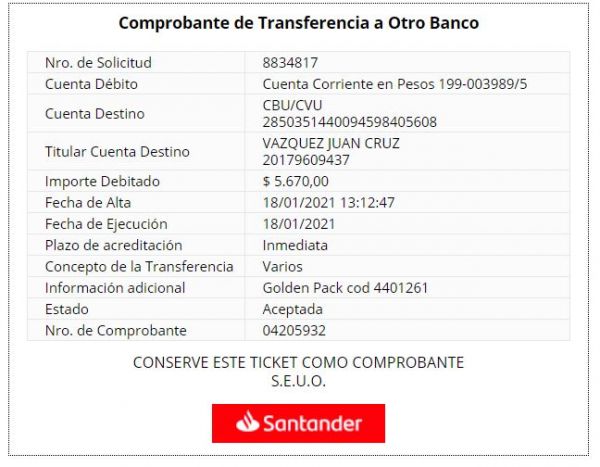 Comprobante de Transferencia a Otro Banco
Nro. de Solicitud 8834817
Cuenta Débito Cuenta Corriente en Pesos 199-003989/5
Cuenta Destino CBU/CVU
2850351440094598405608
Titular Cuenta Destino VAZQUEZ JUAN CRUZ
20179609437
Importe Debitado $ 5.670,00
Fecha de Alta 18/01/2021 13:12:47
Fecha de Ejecución 18/01/2021
Plazo de acreditación Inmediata
Concepto de la Transferencia Varios
Información adicional Golden Pack cod 4401261
Estado Aceptada
Nro. de Comprobante 04205932
CONSERVE ESTE TICKET COMO COMPROBANTE
S.E.U.O.
Santander